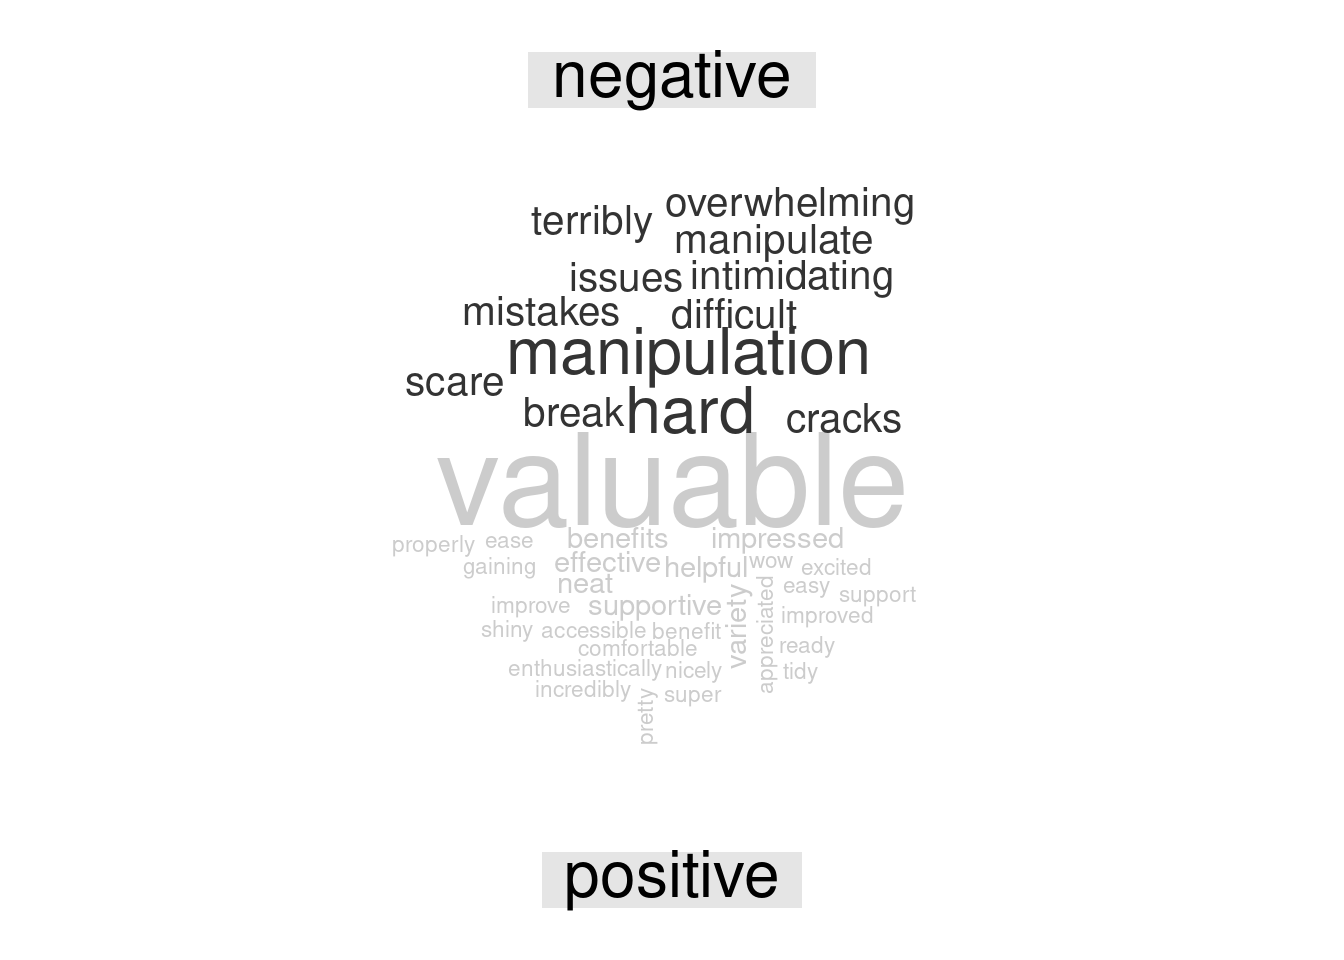 negative
terribly overwhelming
manipulate
issues intimidating
mistakes difficult
manipulation
scare
break hard cracks
valuable
properly ease benefits impressed
gaining effective helpful wow excited
neat easy support
improve supportive variety appreciated improved
shiny accessible benefit ready
comfortable
enthusiastically nicely tidy
incredibly super
pretty
positive